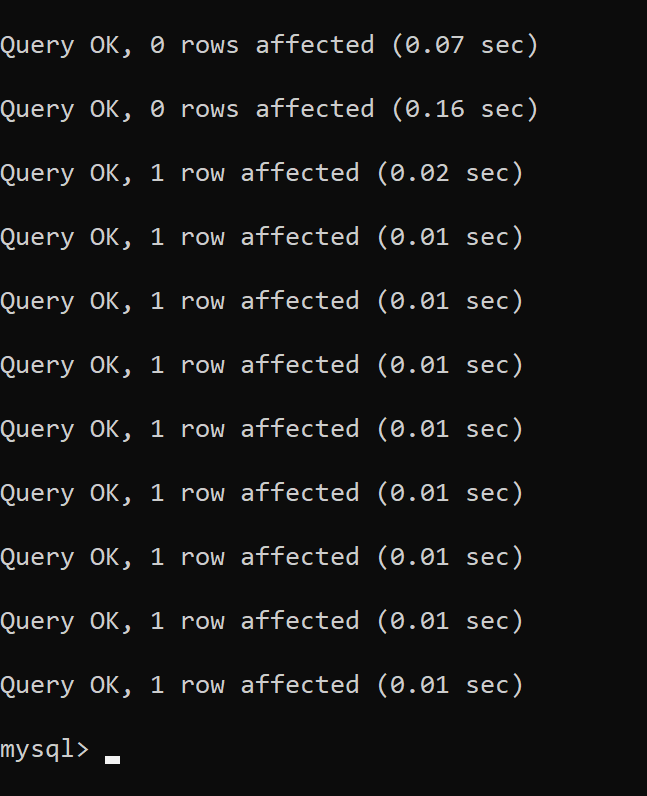 Query OK, 0 rows affected (0.07 sec)
Query OK, 0 rows affected (0.16 sec)
Query OK, 1 row affected (0.02 sec)
Query OK, 1 row affected (0.01 sec)
Query OK, 1 row affected (0.01 sec)
Query OK, 1 row affected (0.01 sec)
Query OK, 1 row affected (0.01 sec)
Query OK, 1 row affected (0.01 sec)
Query OK, 1 row affected (0.01 sec)
Query OK, 1 row affected (0.01 sec)
Query OK, 1 row affected (0.01 sec)
mysql>